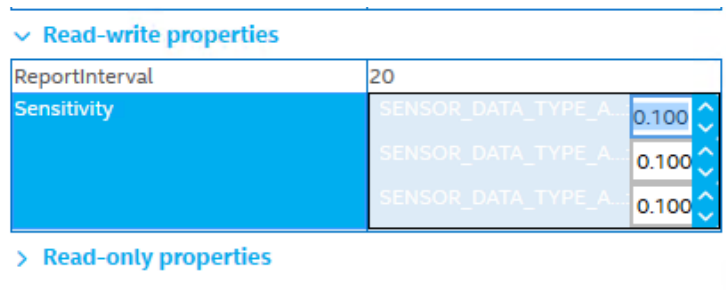 Read-write properties
ReportInterval 20
Sensitivity SENSOR_DATA_TYPE_A...: 0.100
SENSOR_DATA_TYPE_A...: 0.100
SENSOR_DATA_TYPE_A...: 0.100
Read-only properties